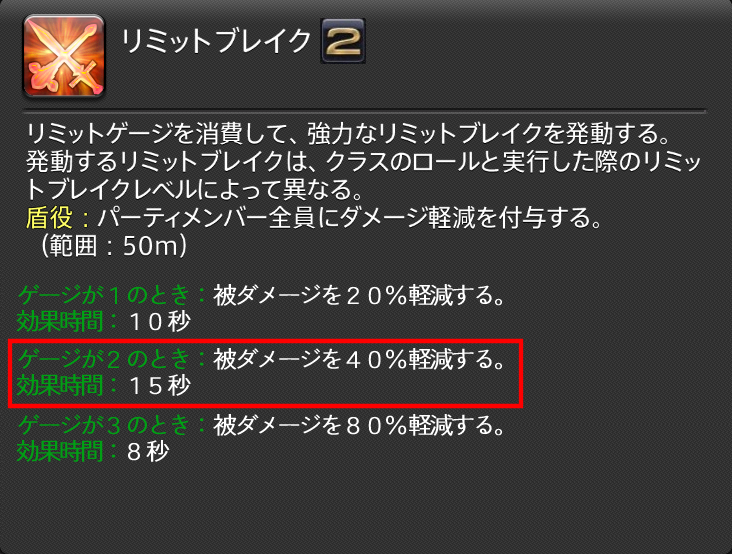 リミットブレイク 2
リミットゲージを消費して、強力なリミットブレイクを発動する。
発動するリミットブレイクは、クラスのロールと実行した際のリミッ
トブレイクレベルによって異なる。
盾役：パーティメンバー全員にダメージ軽減を付与する。
（範囲：50m）
ゲージが１のとき：被ダメージを２０％軽減する。
効果時間：１０秒
ゲージが２のとき：被ダメージを４０％軽減する。
効果時間：１５秒
ゲージが３のとき：被ダメージを８０％軽減する。
効果時間：８秒